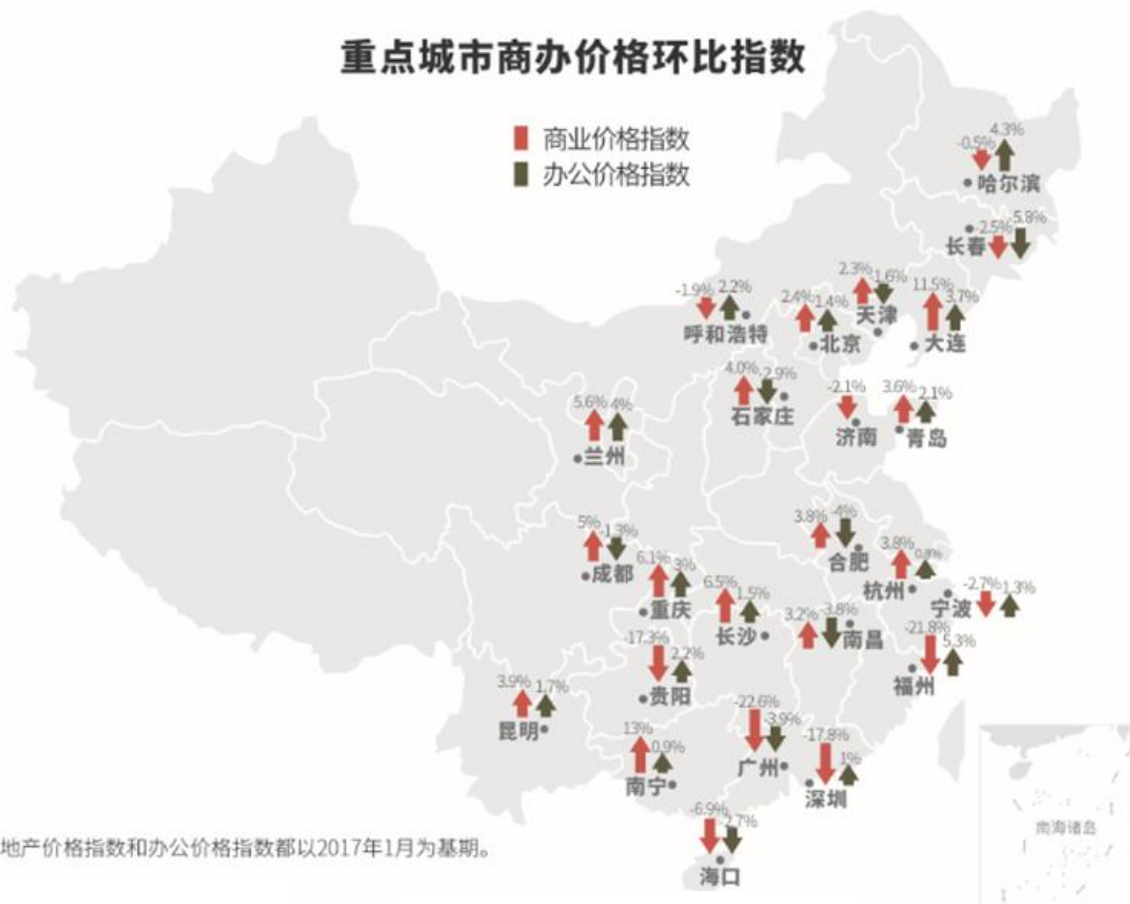 重点城市商办价格环比指数
商业价格指数
办公价格指数
-0.5% 4.3%
哈尔滨
-2.5% -5.8%
长春
2.3% -1.6%
天津
11.5% 3.7%
大连
-1.9% 2.2%
呼和浩特
2.4% 1.4%
北京
4.0% -2.9%
石家庄
-2.1%
济南
3.6% 2.1%
青岛
5.6% 4%
兰州
3.8% -4%
合肥
5% -1.3%
成都
3.8% 0.8%
杭州
6.1% 3%
重庆
6.5% 1.5%
长沙
-2.7% 1.3%
宁波
3.2% -3.8%
南昌
-21.8% 5.3%
福州
-17.3% 2.2%
贵阳
3.9% 1.7%
昆明
-22.6% -3.9%
广州
13% 0.9%
南宁
-17.8% 1%
深圳
-6.9% -2.7%
海口
南海诸岛
地产价格指数和办公价格指数都以2017年1月为基期。